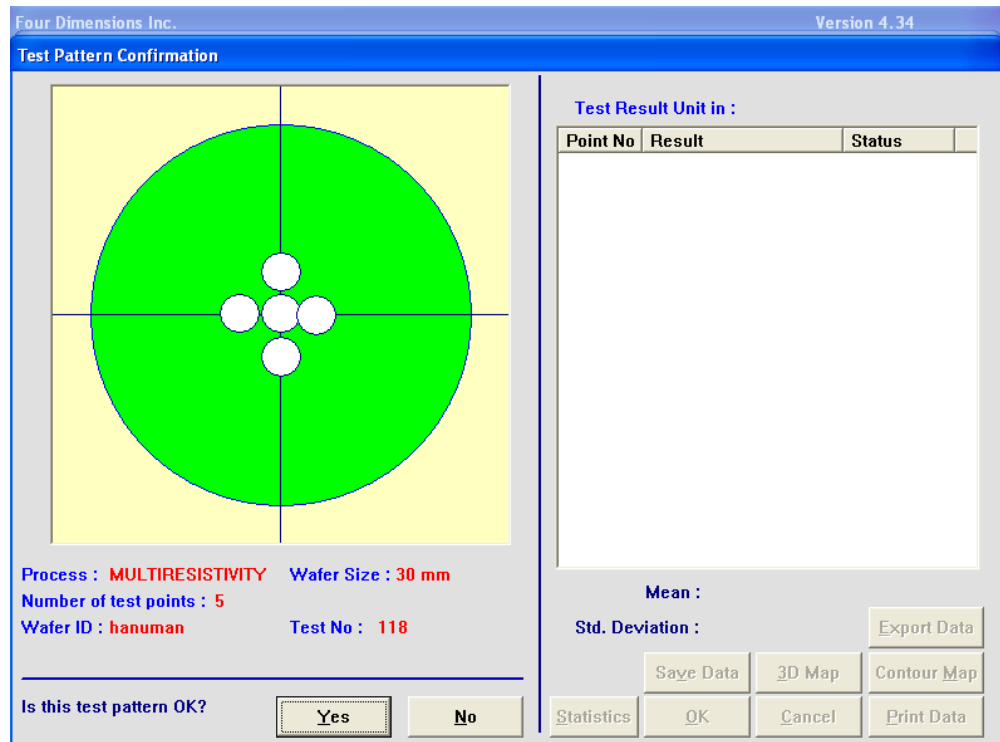 Four Dimensions Inc. Version 4.34
Test Pattern Confirmation
Test Result Unit in :
Point No Result Status
Process : MULTIRESISTIVITY Wafer Size : 30 mm
Number of test points : 5
Wafer ID : hanuman Test No : 118
Is this test pattern OK?
Yes No
Mean :
Std. Deviation :
Export Data
Save Data 3D Map Contour Map
Statistics OK Cancel Print Data